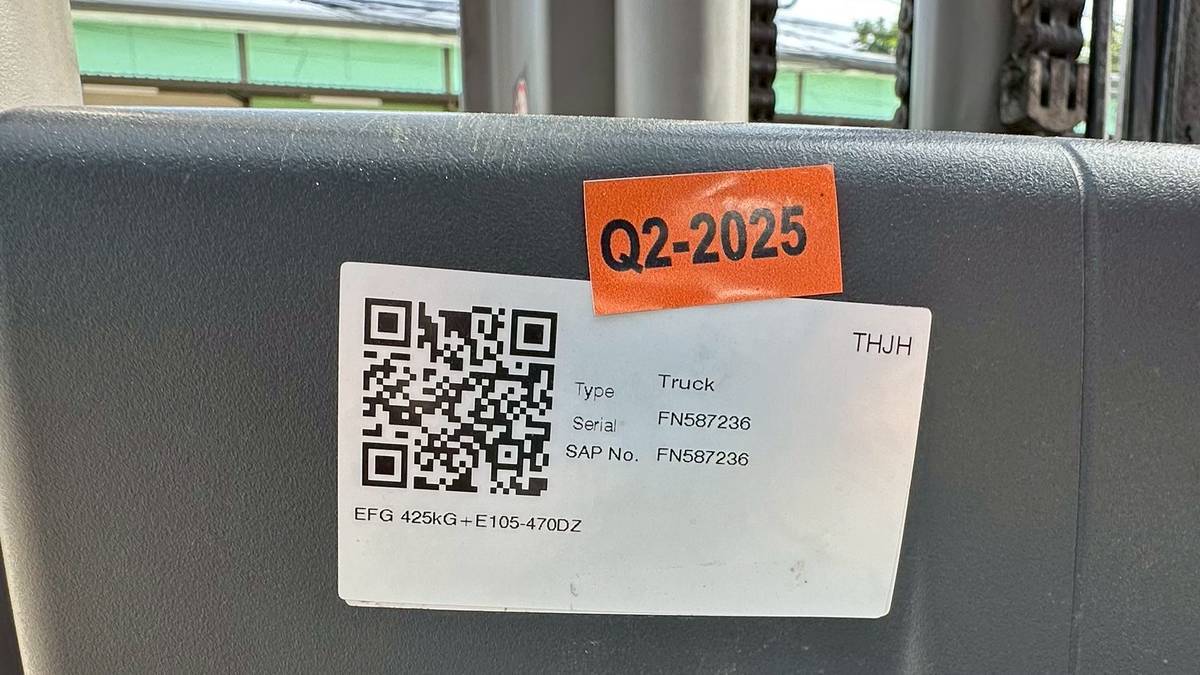 Q2-2025
THJH
Type Truck
Serial FN587236
SAP No. FN587236
EFG 425kG+E105-470DZ